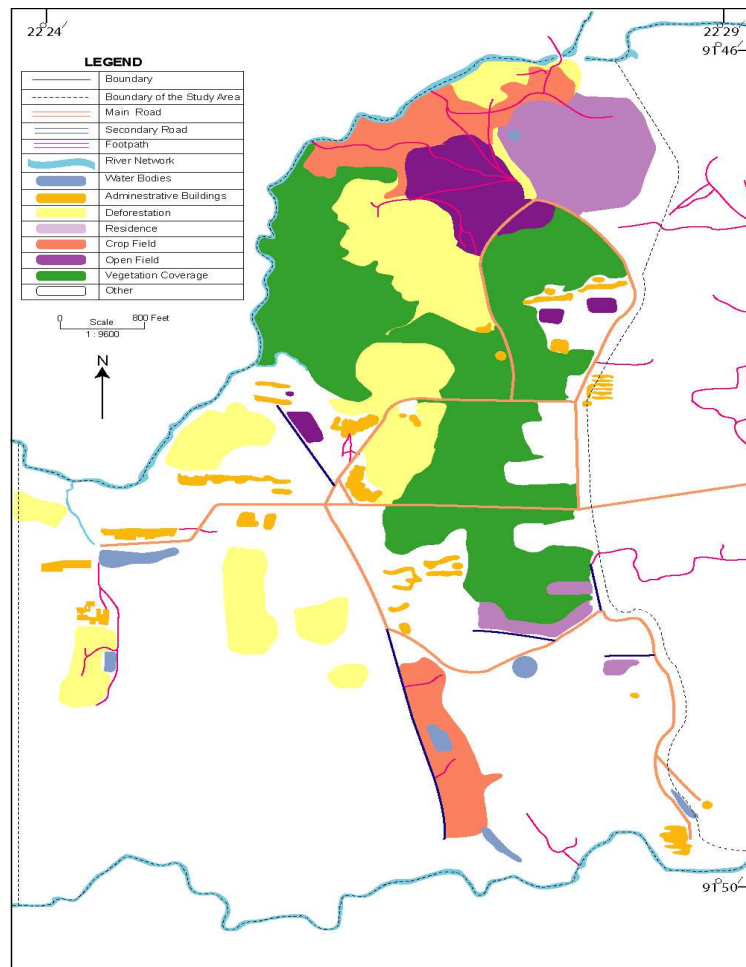 22°24′
22°29′
91°46′
LEGEND
Boundary
Boundary of the Study Area
Main Road
Secondary Road
Footpath
River Network
Water Bodies
Adminestrative Buildings
Deforestation
Residence
Crop Field
Open Field
Vegetation Coverage
Other
0 Scale 800 Feet
1 : 9600
N
91°50′